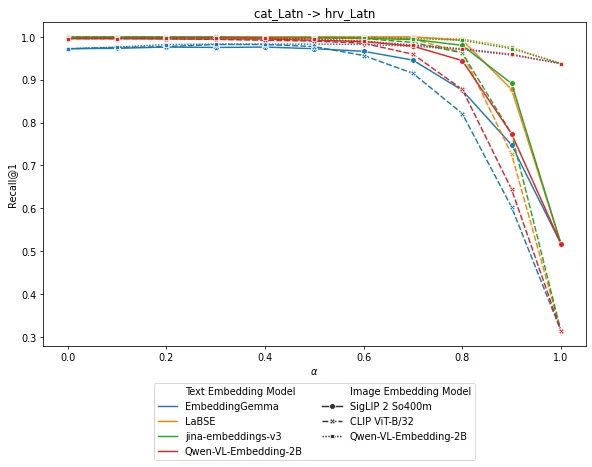 cat_Latn -> hrv_Latn
Recall@1
1.0
0.9
0.8
0.7
0.6
0.5
0.4
0.3
0.0
0.2
0.4
0.6
0.8
1.0
α
Text Embedding Model
EmbeddingGemma
LaBSE
jina-embeddings-v3
Qwen-VL-Embedding-2B
Image Embedding Model
SigLIP 2 So400m
CLIP ViT-B/32
Qwen-VL-Embedding-2B